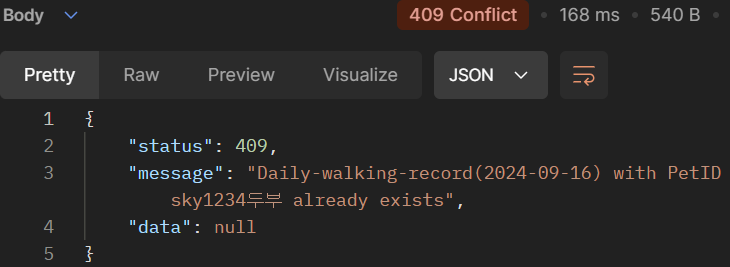 Body 409 Conflict • 168 ms • 540 B •
Pretty Raw Preview Visualize JSON
1 {
2 "status": 409,
3 "message": "Daily-walking-record(2024-09-16) with PetID
sky1234두부 already exists",
4 "data": null
5 }